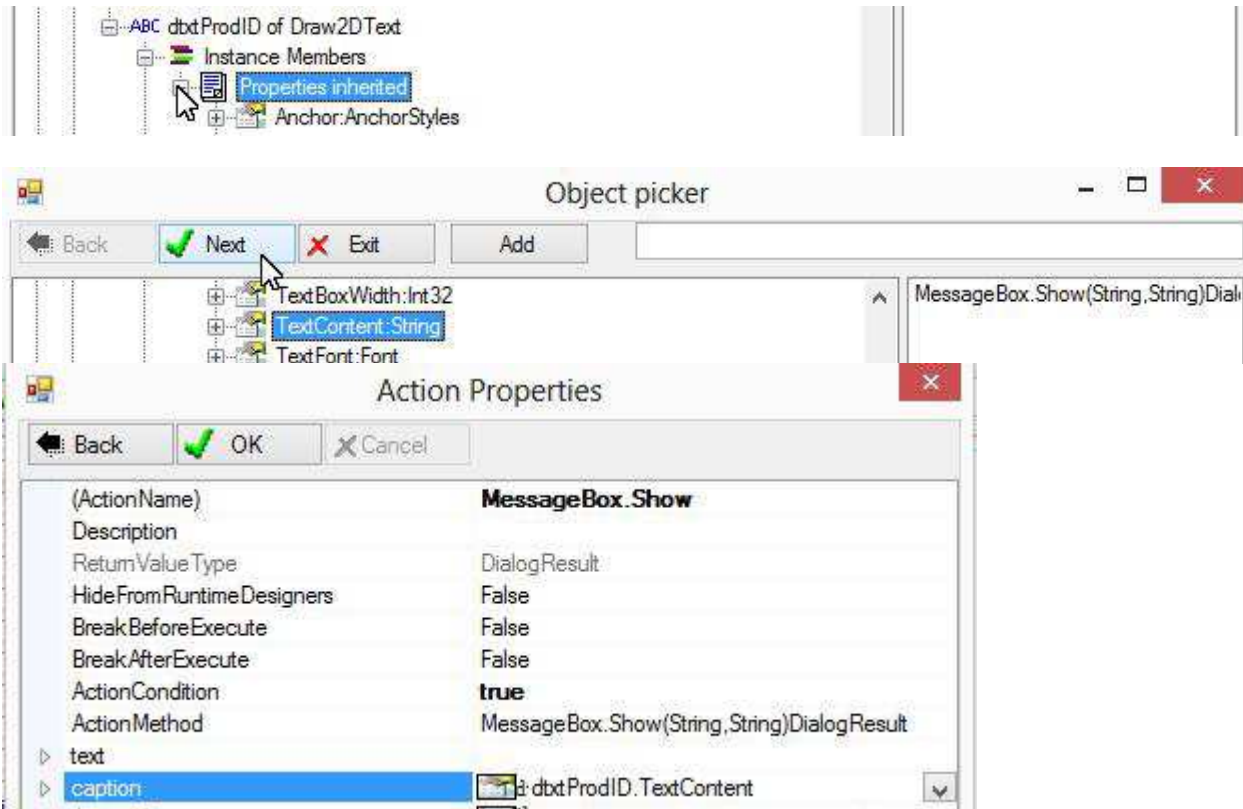 ABC dtxtProdID of Draw2DText
Instance Members
Properties inherited
Anchor:AnchorStyles
Object picker
Back Next Exit Add
TextBoxWidth:Int32 MessageBox.Show(String,String)Dial
TextContent:String
TextFont:Font
Action Properties
Back OK Cancel
(ActionName) MessageBox.Show
Description
ReturnValueType DialogResult
HideFromRuntimeDesigners False
BreakBeforeExecute False
BreakAfterExecute False
ActionCondition true
ActionMethod MessageBox.Show(String,String)DialogResult
text
caption dtxtProdID.TextContent